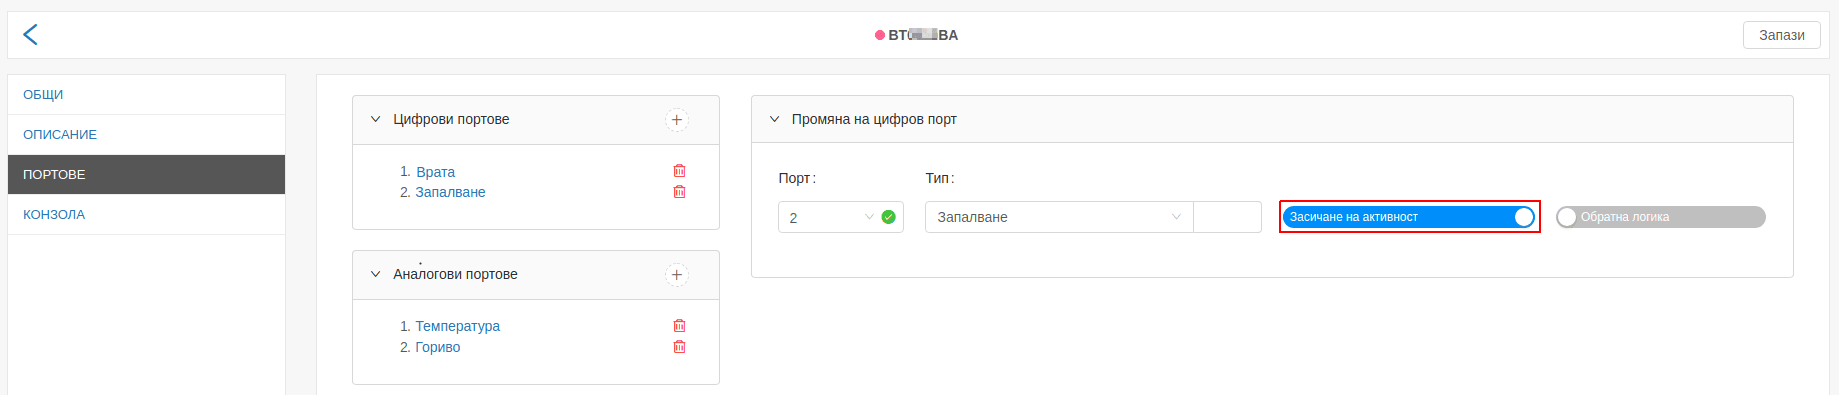 BT BA
Запази
ОБЩИ
ОПИСАНИЕ
ПОРТОВЕ
КОНЗОЛА
Цифрови портове
1. Врата
2. Запалване
Аналогови портове
1. Температура
2. Гориво
Промяна на цифров порт
Порт: Тип:
2 Запалване Засичане на активност Обратна логика